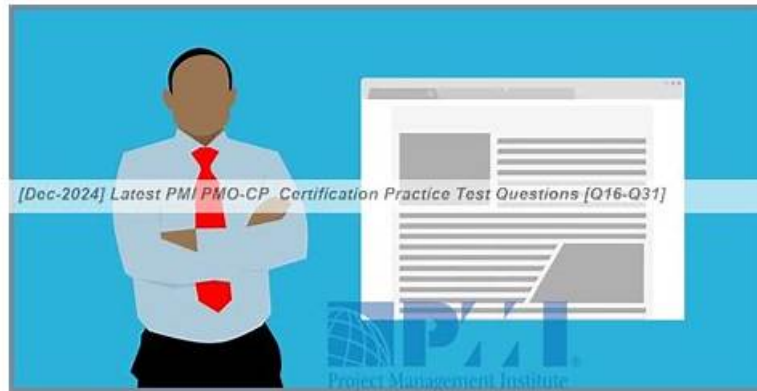 [Dec-2024] Latest PMI PMO-CP Certification Practice Test Questions [Q16-Q31]
PMI
Project Management Institute